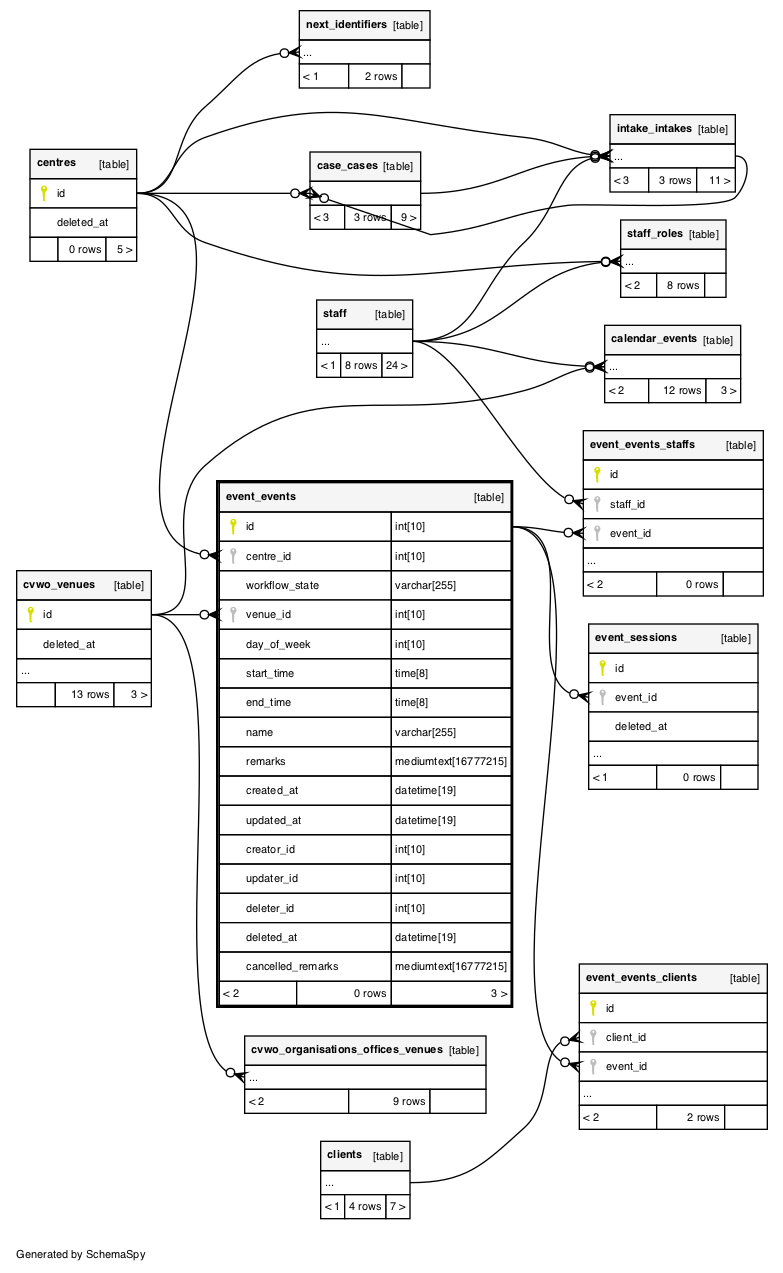 next_identifiers [table]
...
< 1 2 rows
centres [table]
id
deleted_at
0 rows 5 >
case_cases [table]
...
< 3 3 rows 9 >
intake_intakes [table]
...
< 3 3 rows 11 >
staff_roles [table]
...
< 2 8 rows
staff [table]
...
< 1 8 rows 24 >
calendar_events [table]
...
< 2 12 rows 3 >
event_events_staffs [table]
id
staff_id
event_id
...
< 2 0 rows
event_events [table]
id int[10]
centre_id int[10]
workflow_state varchar[255]
venue_id int[10]
day_of_week int[10]
start_time time[8]
end_time time[8]
name varchar[255]
remarks mediumtext[16777215]
created_at datetime[19]
updated_at datetime[19]
creator_id int[10]
updater_id int[10]
deleter_id int[10]
deleted_at datetime[19]
cancelled_remarks mediumtext[16777215]
< 2 0 rows 3 >
cvwo_venues [table]
id
deleted_at
...
13 rows 3 >
event_sessions [table]
id
event_id
deleted_at
...
< 1 0 rows
event_events_clients [table]
id
client_id
event_id
...
< 2 2 rows
cvwo_organisations_offices_venues [table]
...
< 2 9 rows
clients [table]
...
< 1 4 rows 7 >
Generated by SchemaSpy